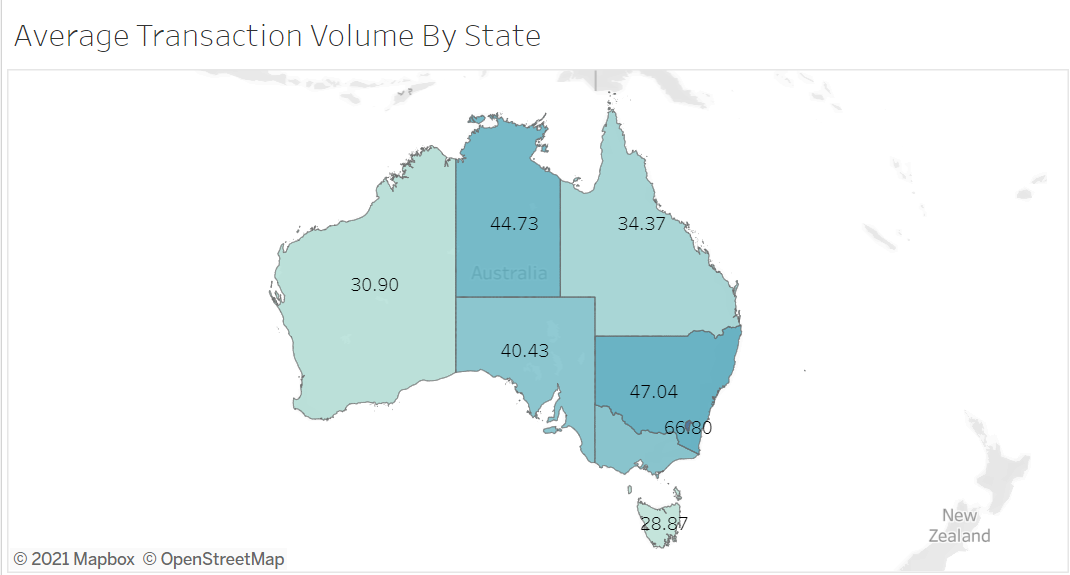 Average Transaction Volume By State
44.73
34.37
Australia
30.90
40.43
47.04
66.80
New
Zealand
28.87
© 2021 Mapbox © OpenStreetMap